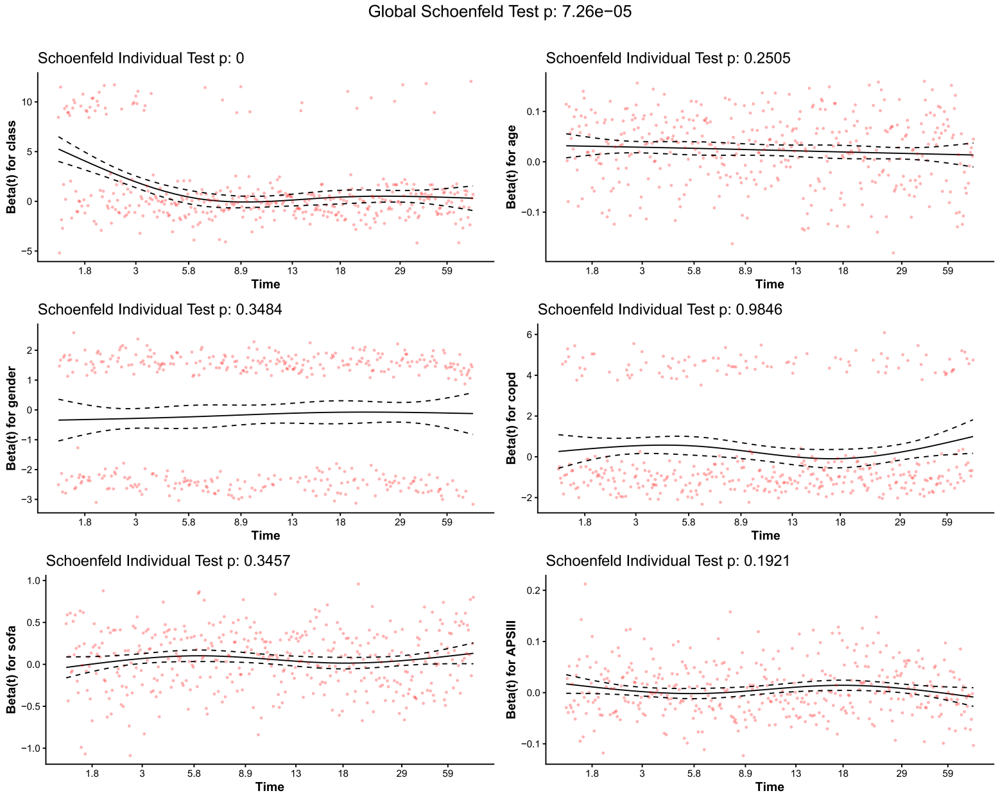 Global Schoenfeld Test p: 7.26e−05
Schoenfeld Individual Test p: 0
Beta(t) for class
10
5
0
−5
1.8 3 5.8 8.9 13 18 29 59
Time
Schoenfeld Individual Test p: 0.2505
Beta(t) for age
0.1
0.0
−0.1
1.8 3 5.8 8.9 13 18 29 59
Time
Schoenfeld Individual Test p: 0.3484
Beta(t) for gender
2
1
0
−1
−2
−3
1.8 3 5.8 8.9 13 18 29 59
Time
Schoenfeld Individual Test p: 0.9846
Beta(t) for copd
6
4
2
0
−2
1.8 3 5.8 8.9 13 18 29 59
Time
Schoenfeld Individual Test p: 0.3457
Beta(t) for sofa
1.0
0.5
0.0
−0.5
−1.0
1.8 3 5.8 8.9 13 18 29 59
Time
Schoenfeld Individual Test p: 0.1921
Beta(t) for APSIII
0.2
0.1
0.0
−0.1
1.8 3 5.8 8.9 13 18 29 59
Time